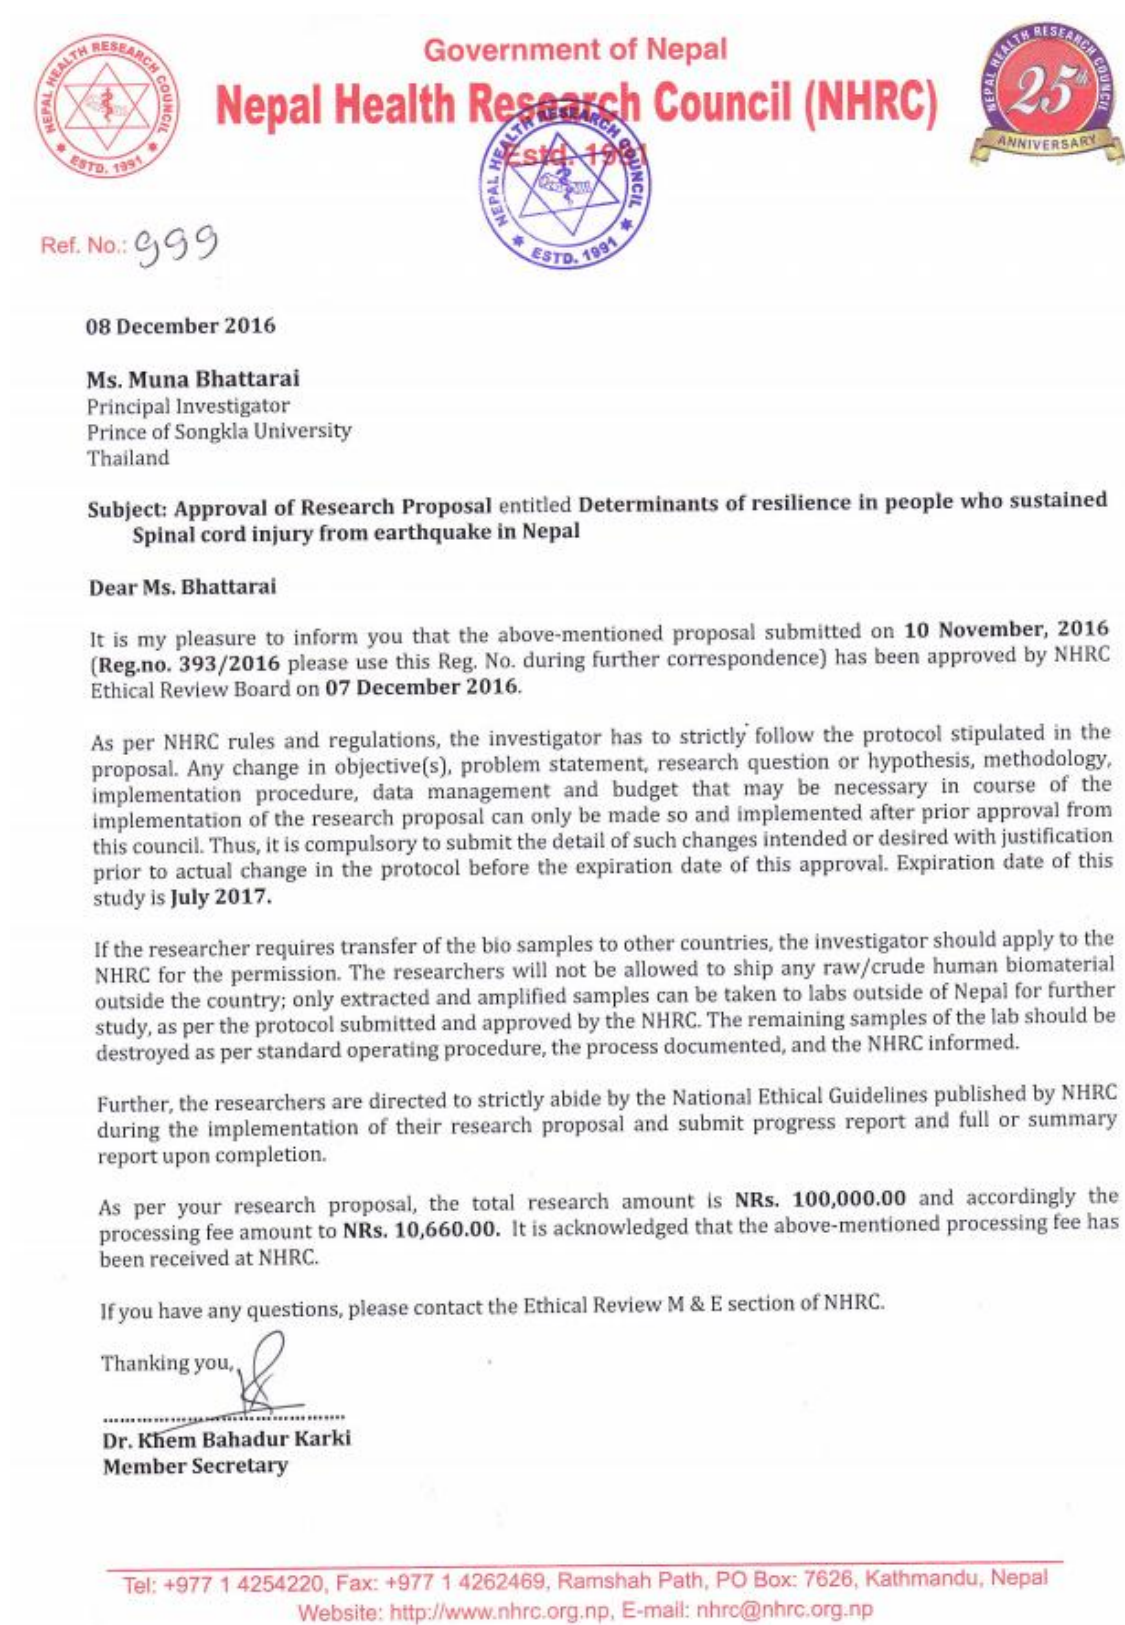 NEPAL HEALTH RESEARCH COUNCIL
ESTD. 1991
Government of Nepal
Nepal Health Research Council (NHRC)
Estd. 1991
NEPAL HEALTH RESEARCH COUNCIL
ESTD. 1991
NEPAL HEALTH RESEARCH COUNCIL
25th
ANNIVERSARY
Ref. No.: 999
08 December 2016
Ms. Muna Bhattarai
Principal Investigator
Prince of Songkla University
Thailand
Subject: Approval of Research Proposal entitled Determinants of resilience in people who sustained
Spinal cord injury from earthquake in Nepal
Dear Ms. Bhattarai
It is my pleasure to inform you that the above-mentioned proposal submitted on 10 November, 2016
(Reg.no. 393/2016 please use this Reg. No. during further correspondence) has been approved by NHRC
Ethical Review Board on 07 December 2016.
As per NHRC rules and regulations, the investigator has to strictly follow the protocol stipulated in the
proposal. Any change in objective(s), problem statement, research question or hypothesis, methodology,
implementation procedure, data management and budget that may be necessary in course of the
implementation of the research proposal can only be made so and implemented after prior approval from
this council. Thus, it is compulsory to submit the detail of such changes intended or desired with justification
prior to actual change in the protocol before the expiration date of this approval. Expiration date of this
study is July 2017.
If the researcher requires transfer of the bio samples to other countries, the investigator should apply to the
NHRC for the permission. The researchers will not be allowed to ship any raw/crude human biomaterial
outside the country; only extracted and amplified samples can be taken to labs outside of Nepal for further
study, as per the protocol submitted and approved by the NHRC. The remaining samples of the lab should be
destroyed as per standard operating procedure, the process documented, and the NHRC informed.
Further, the researchers are directed to strictly abide by the National Ethical Guidelines published by NHRC
during the implementation of their research proposal and submit progress report and full or summary
report upon completion.
As per your research proposal, the total research amount is NRs. 100,000.00 and accordingly the
processing fee amount to NRs. 10,660.00. It is acknowledged that the above-mentioned processing fee has
been received at NHRC.
If you have any questions, please contact the Ethical Review M & E section of NHRC.
Thanking you,
Dr. Khem Bahadur Karki
Member Secretary
Tel: +977 1 4254220, Fax: +977 1 4262469, Ramshah Path, PO Box: 7626, Kathmandu, Nepal
Website: http://www.nhrc.org.np, E-mail: nhrc@nhrc.org.np